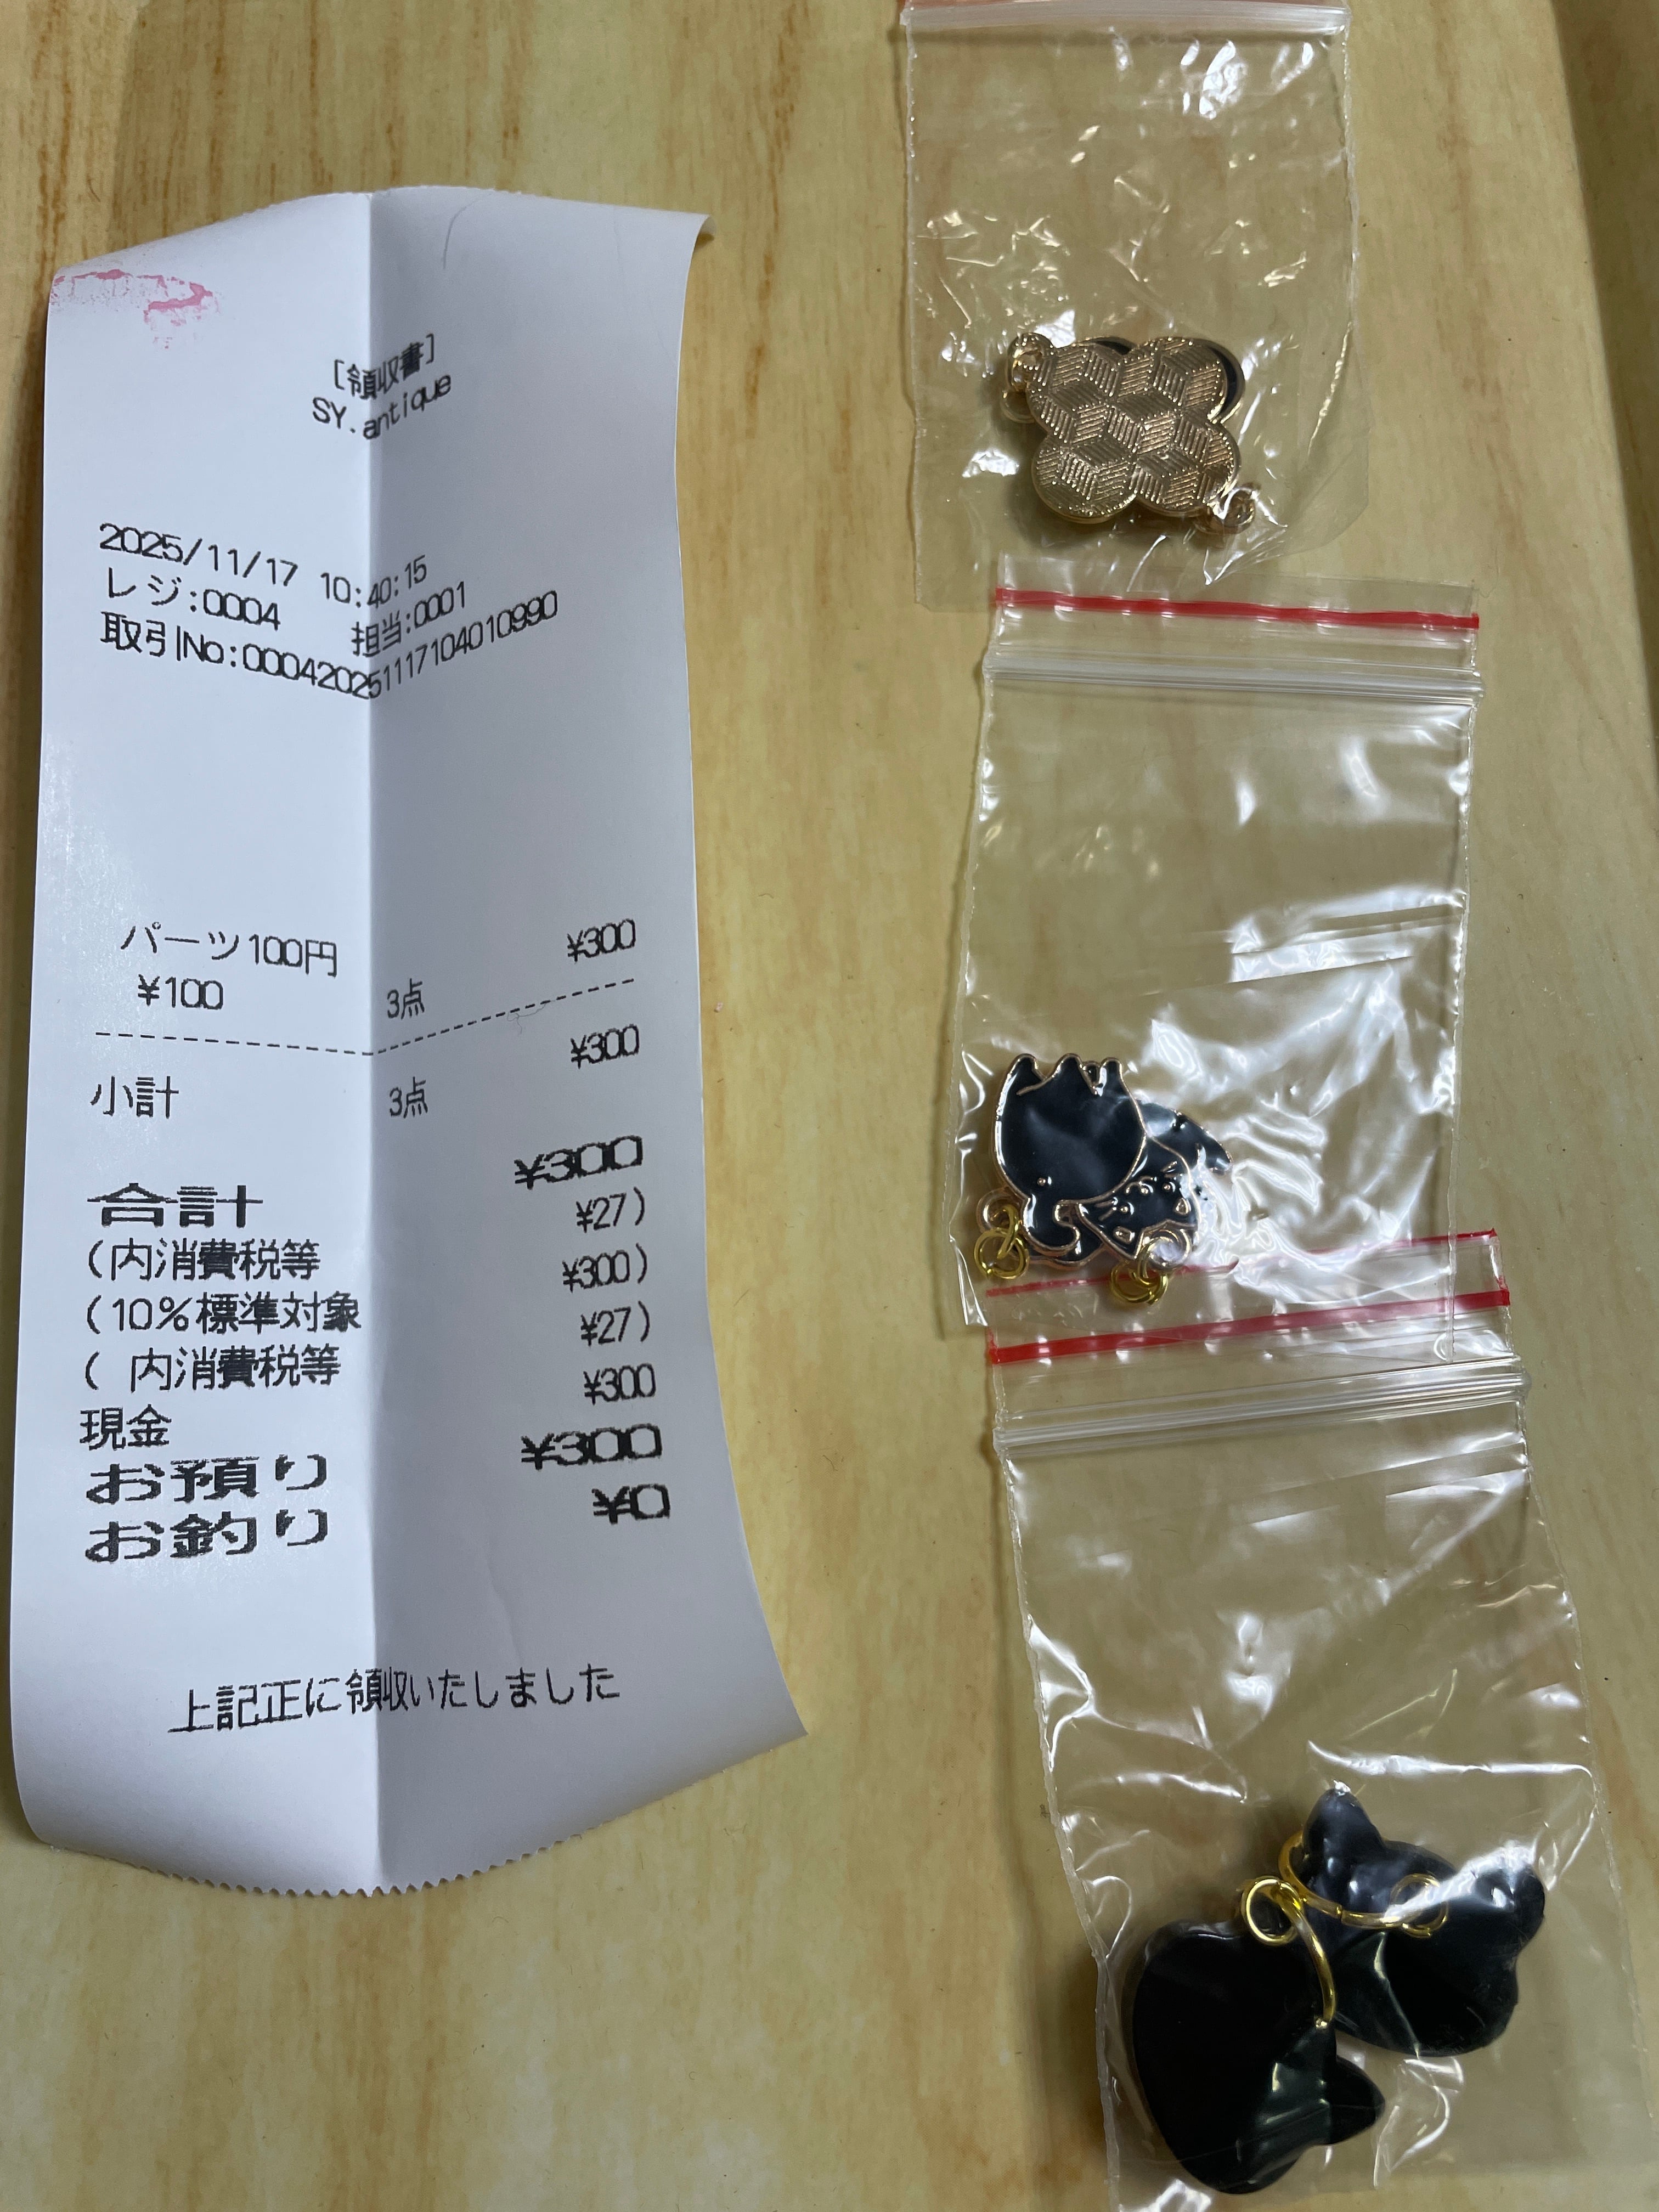 [領収書]
SY.antique
2025/11/17 10:40:15
レジ:0004 担当:0001
取引No:000420251117104010990
パーツ100円 ¥300
¥100 3点
小計 3点 ¥300
合計 ¥300
(内消費税等 ¥27)
(10%標準対象 ¥300)
( 内消費税等 ¥27)
現金 ¥300
お預り ¥300
お釣り ¥0
上記正に領収いたしました